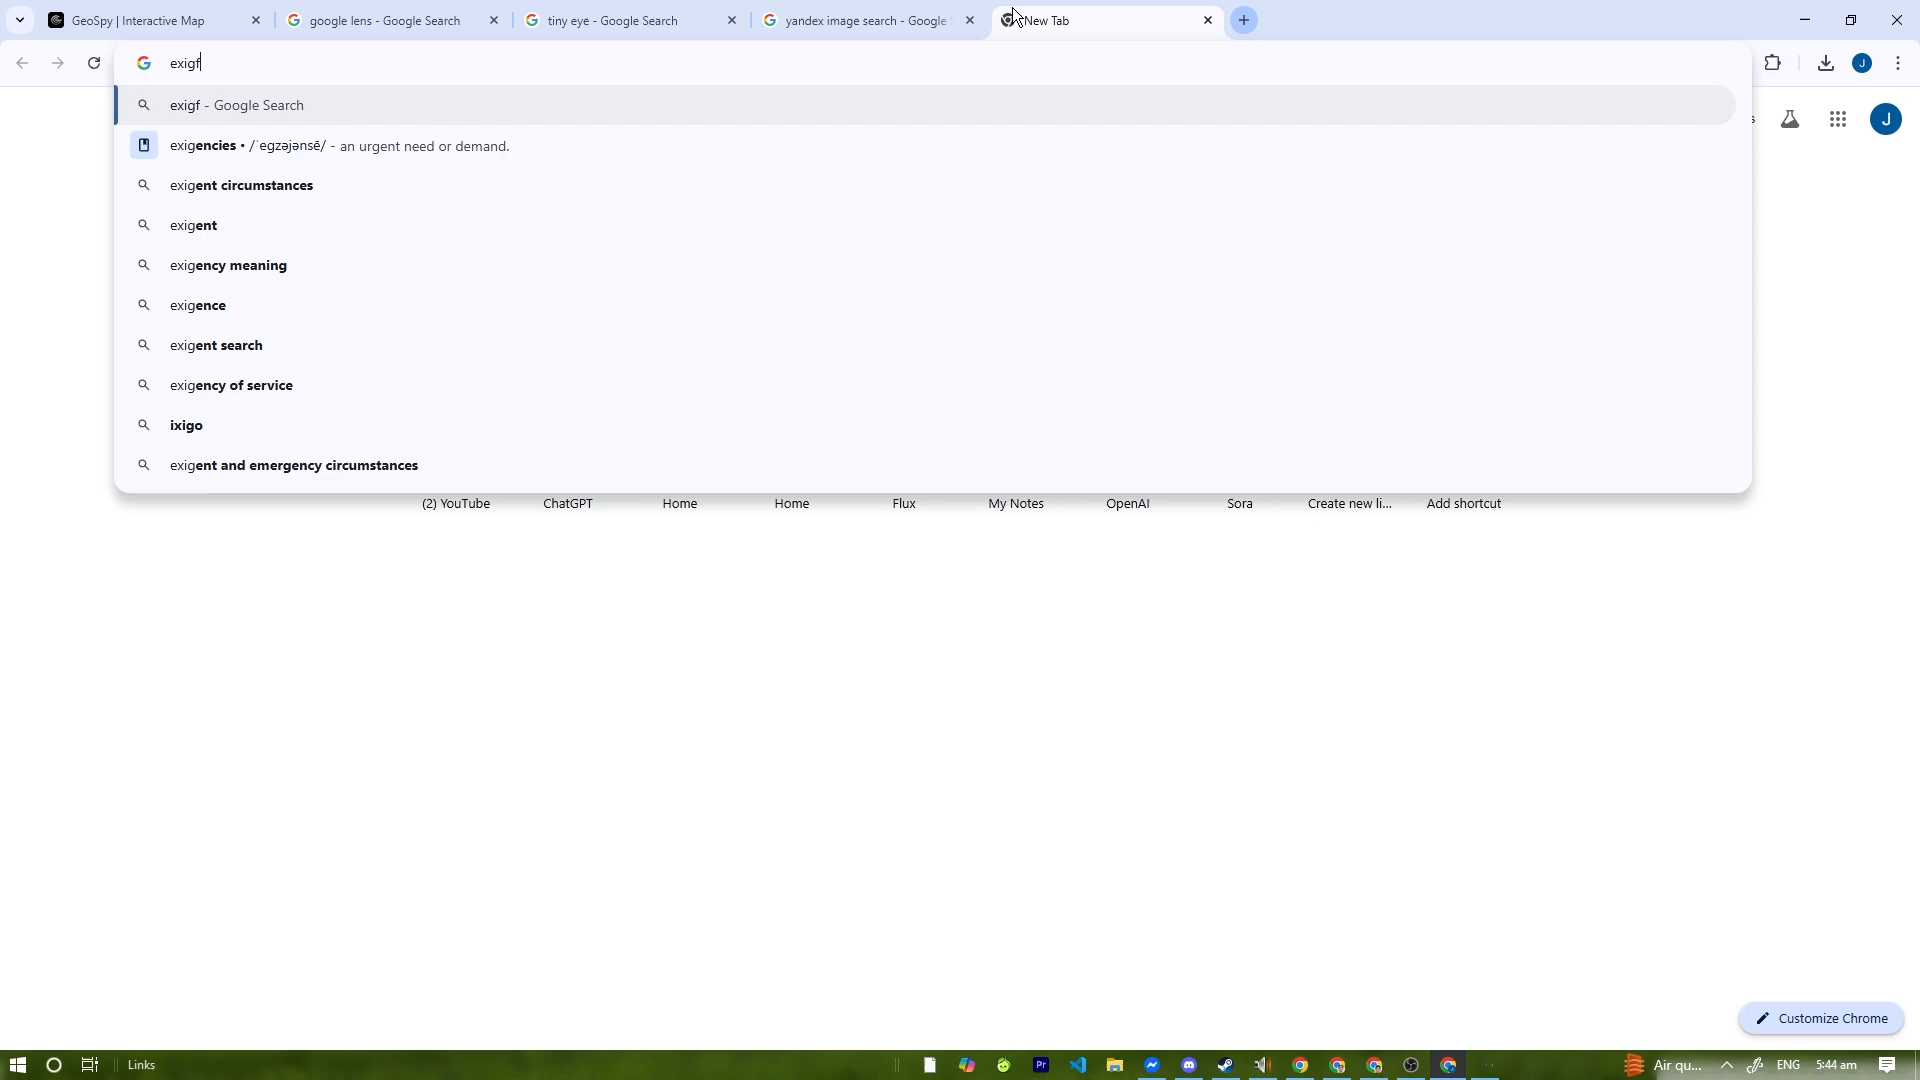 GeoSpy | Interactive Map
google lens - Google Search
tiny eye - Google Search
yandex image search - Google S
New Tab
exigf
J
exigf - Google Search
exigencies • /ˈegzəjənsē/ - an urgent need or demand.
exigent circumstances
exigent
exigency meaning
exigence
exigent search
exigency of service
ixigo
exigent and emergency circumstances
s
J
(2) YouTube
ChatGPT
Home
Home
Flux
My Notes
OpenAI
Sora
Create new li...
Add shortcut
Customize Chrome
Links
Pr
Air qu...
ENG
5:44 am